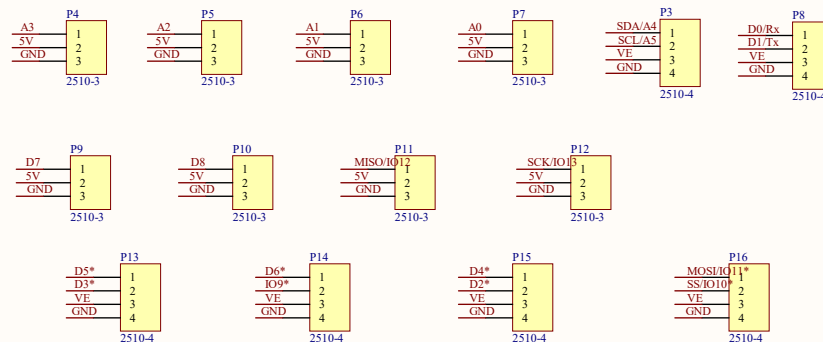 P4
A3 1
5V 2
GND 3
2510-3
P5
A2 1
5V 2
GND 3
2510-3
P6
A1 1
5V 2
GND 3
2510-3
P7
A0 1
5V 2
GND 3
2510-3
P3
SDA/A4 1
SCL/A5 2
VE 3
GND 4
2510-4
P8
D0/Rx 1
D1/Tx 2
VE 3
GND 4
2510-4
P9
D7 1
5V 2
GND 3
2510-3
P10
D8 1
5V 2
GND 3
2510-3
P11
MISO/IO12 1
5V 2
GND 3
2510-3
P12
SCK/IO13 1
5V 2
GND 3
2510-3
P13
D5* 1
D3* 2
VE 3
GND 4
2510-4
P14
D6* 1
IO9* 2
VE 3
GND 4
2510-4
P15
D4* 1
D2* 2
VE 3
GND 4
2510-4
P16
MOSI/IO11* 1
SS/IO10* 2
VE 3
GND 4
2510-4